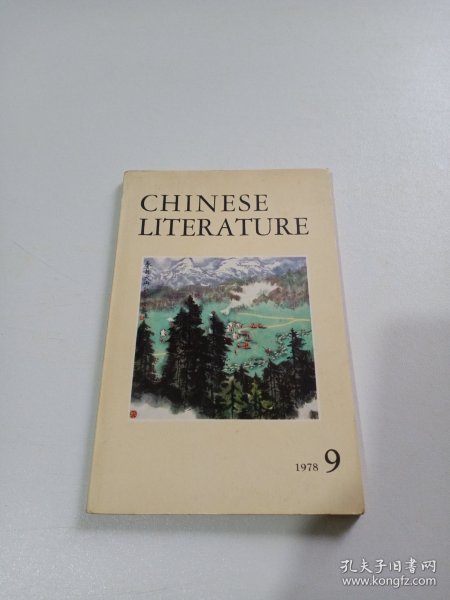 CHINESE
LITERATURE
1978 9
孔夫子旧书网
www.kongfz.com